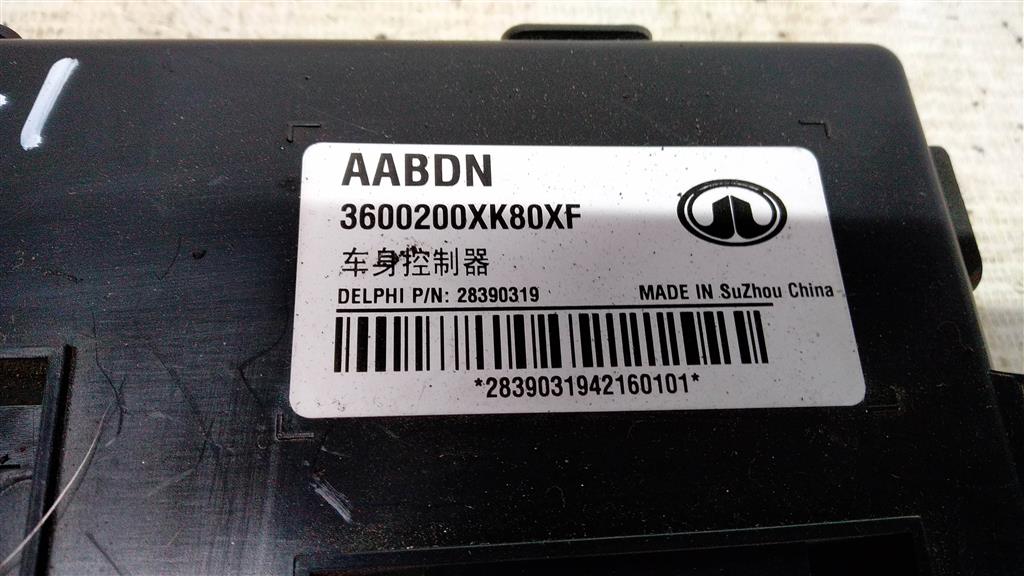 AABDN
3600200XK80XF
车身控制器
DELPHI P/N: 28390319 MADE IN SuZhou China
*2839031942160101*